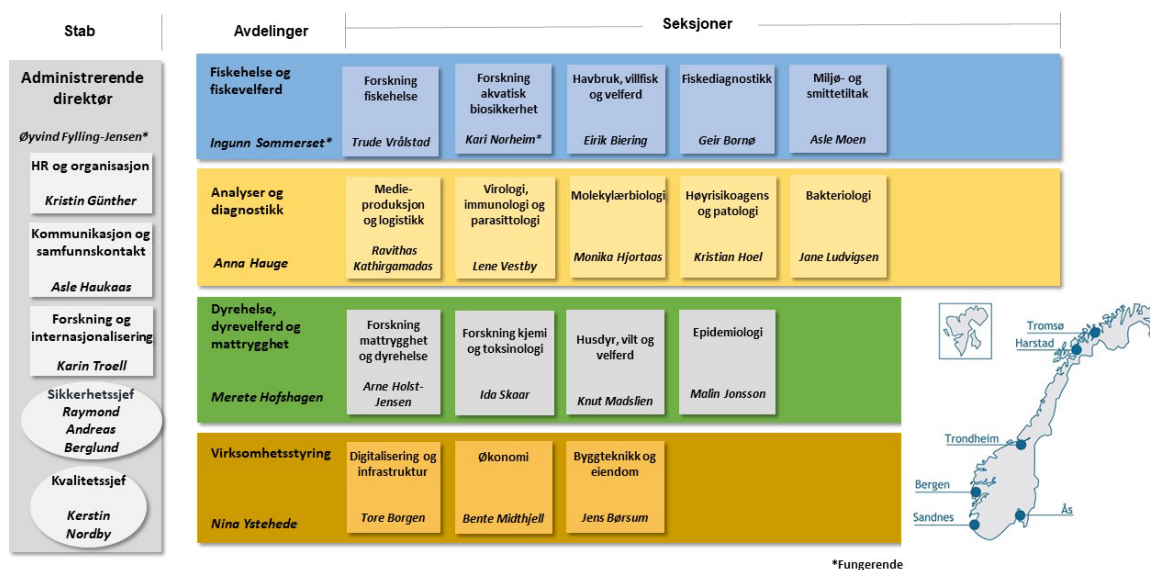 Stab
Avdelinger
Seksjoner
Administrerende
direktør
Øyvind Fylling-Jensen*
HR og organisasjon
Kristin Günther
Kommunikasjon og
samfunnskontakt
Asle Haukaas
Forskning og
internasjonalisering
Karin Troell
Sikkerhetssjef
Raymond
Andreas
Berglund
Kvalitetssjef
Kerstin
Nordby
Fiskehelse og
fiskevelferd
Ingunn Sommerset*
Forskning
fiskehelse
Trude Vrålstad
Forskning
akvatisk
biosikkerhet
Kari Norheim*
Havbruk, villfisk
og velferd
Eirik Biering
Fiskediagnostikk
Geir Bornø
Miljø- og
smittetiltak
Asle Moen
Analyser og
diagnostikk
Anna Hauge
Medie-
produksjon
og logistikk
Ravithas
Kathirgamadas
Virologi,
immunologi og
parasittologi
Lene Vestby
Molekylærbiologi
Monika Hjortaas
Høyrisikoagens
og patologi
Kristian Hoel
Bakteriologi
Jane Ludvigsen
Dyrehelse,
dyrevelferd og
mattrygghet
Merete Hofshagen
Forskning
mattrygghet
og dyrehelse
Arne Holst-
Jensen
Forskning kjemi
og toksinologi
Ida Skaar
Husdyr, vilt og
velferd
Knut Madslien
Epidemiologi
Malin Jonsson
Virksomhetsstyring
Nina Ystehede
Digitalisering og
infrastruktur
Tore Borgen
Økonomi
Bente Midthjell
Byggteknikk og
eiendom
Jens Børsum
Tromsø
Harstad
Trondheim
Bergen
Sandnes
Ås
*Fungerende